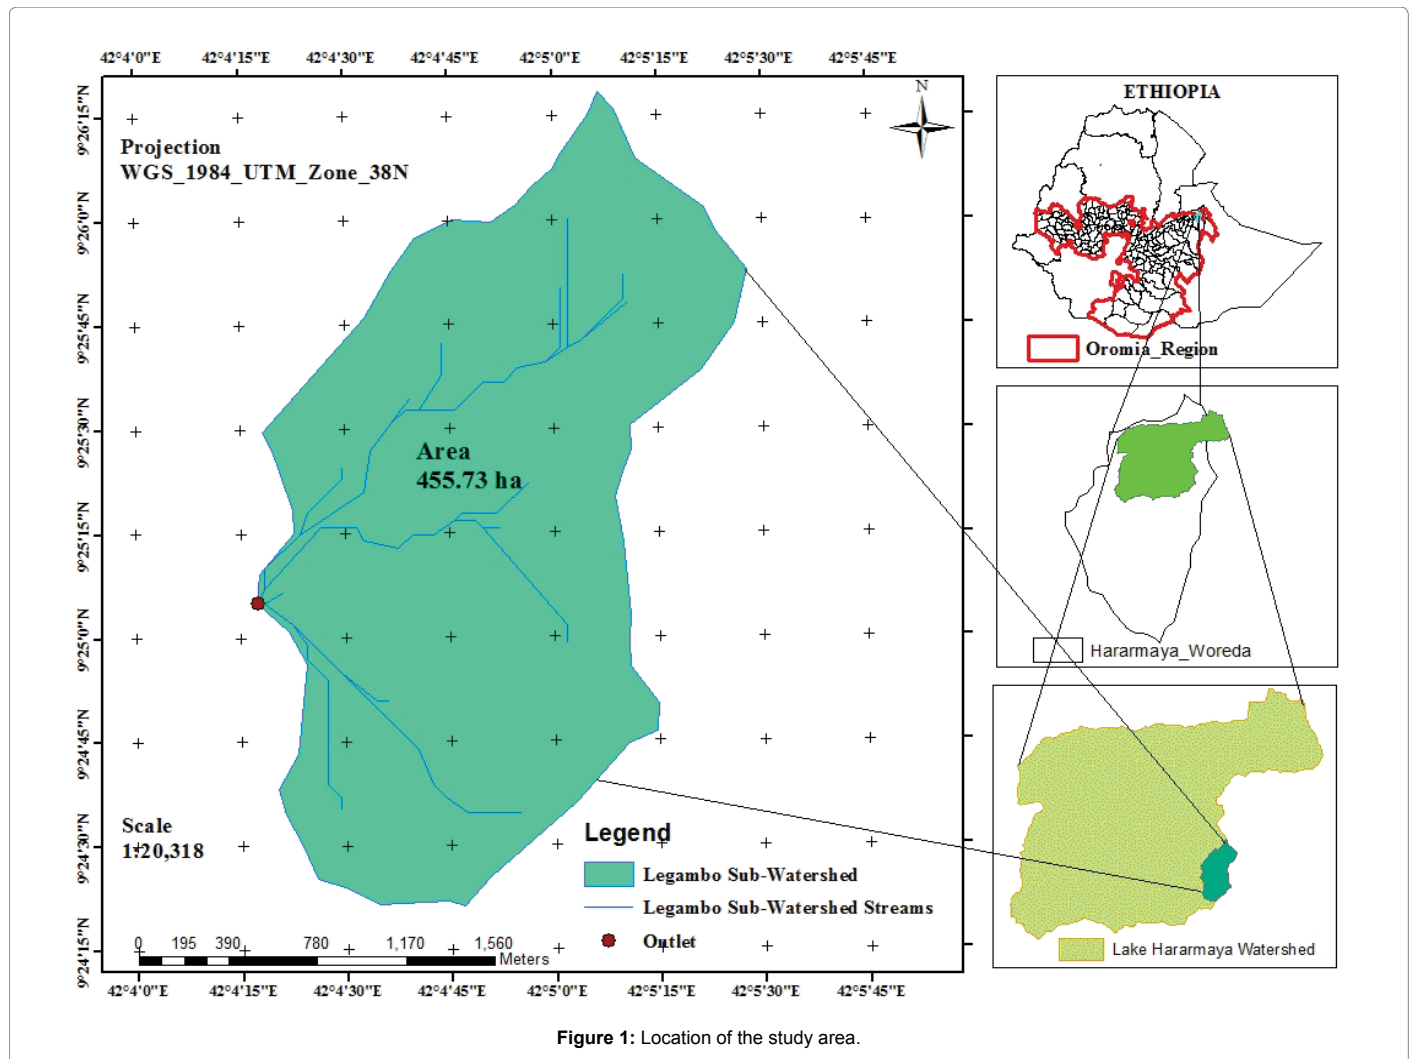 42°4'0"E 42°4'15"E 42°4'30"E 42°4'45"E 42°5'0"E 42°5'15"E 42°5'30"E 42°5'45"E
9°26'15"N
9°26'0"N
9°25'45"N
9°25'30"N
9°25'15"N
9°25'0"N
9°24'45"N
9°24'30"N
9°24'15"N
Projection
WGS_1984_UTM_Zone_38N
N
Area
455.73 ha
Scale
1:20,318
0 195 390 780 1,170 1,560
Meters
Legend
Legambo Sub-Watershed
Legambo Sub-Watershed Streams
Outlet
42°4'0"E 42°4'15"E 42°4'30"E 42°4'45"E 42°5'0"E 42°5'15"E 42°5'30"E 42°5'45"E
ETHIOPIA
Oromia_Region
Hararmaya_Woreda
Lake Hararmaya Watershed
Figure 1: Location of the study area.